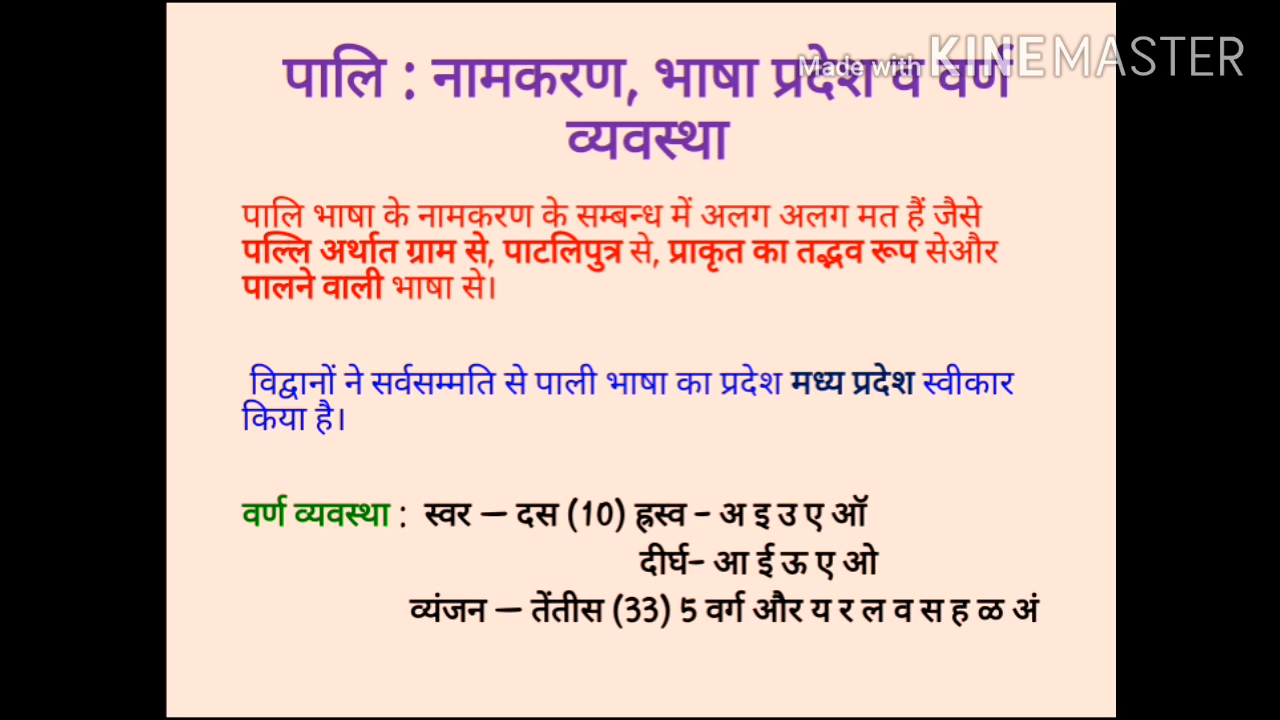 पालि : नामकरण, भाषा प्रदेश व वर्ण
Made with KINEMASTER
व्यवस्था
पालि भाषा के नामकरण के सम्बन्ध में अलग अलग मत हैं जैसे
पल्लि अर्थात ग्राम से, पाटलिपुत्र से, प्राकृत का तद्भव रूप सेऔर
पालने वाली भाषा से।
विद्वानों ने सर्वसम्मति से पाली भाषा का प्रदेश मध्य प्रदेश स्वीकार
किया है।
वर्ण व्यवस्था : स्वर — दस (10) ह्रस्व – अ इ उ ए ऑ
दीर्घ– आ ई ऊ ए ओ
व्यंजन — तेंतीस (33) 5 वर्ग और य र ल व स ह ळ अं